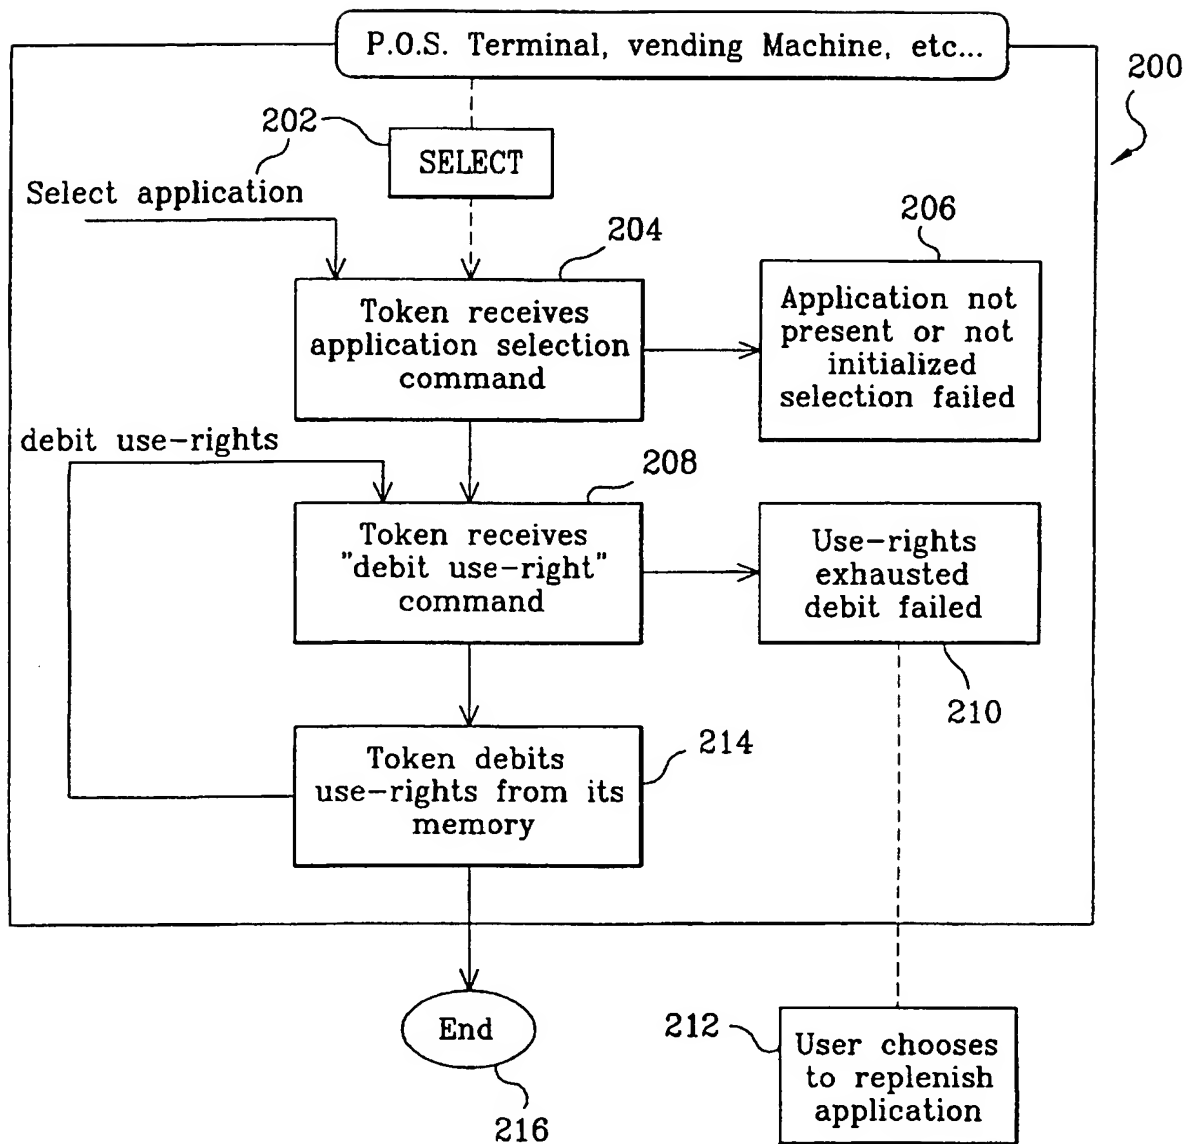 P.O.S. Terminal, vending Machine, etc...
200
202
SELECT
Select application
204
206
Token receives
application selection
command
Application not
present or not
initialized
selection failed
debit use-rights
208
Token receives
"debit use-right"
command
Use-rights
exhausted
debit failed
210
214
Token debits
use-rights from its
memory
End
216
212
User chooses
to replenish
application